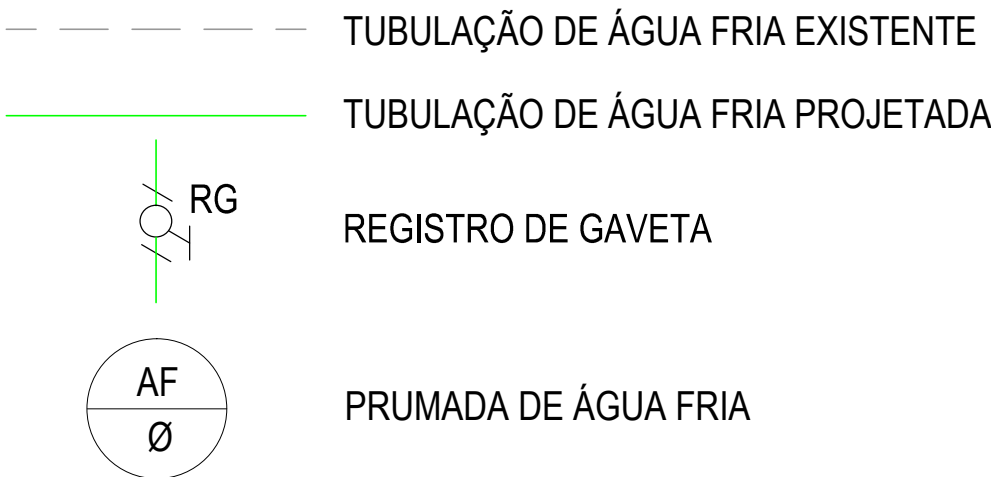 TUBULAÇÃO DE ÁGUA FRIA EXISTENTE
TUBULAÇÃO DE ÁGUA FRIA PROJETADA
RG
REGISTRO DE GAVETA
AF
Ø
PRUMADA DE ÁGUA FRIA